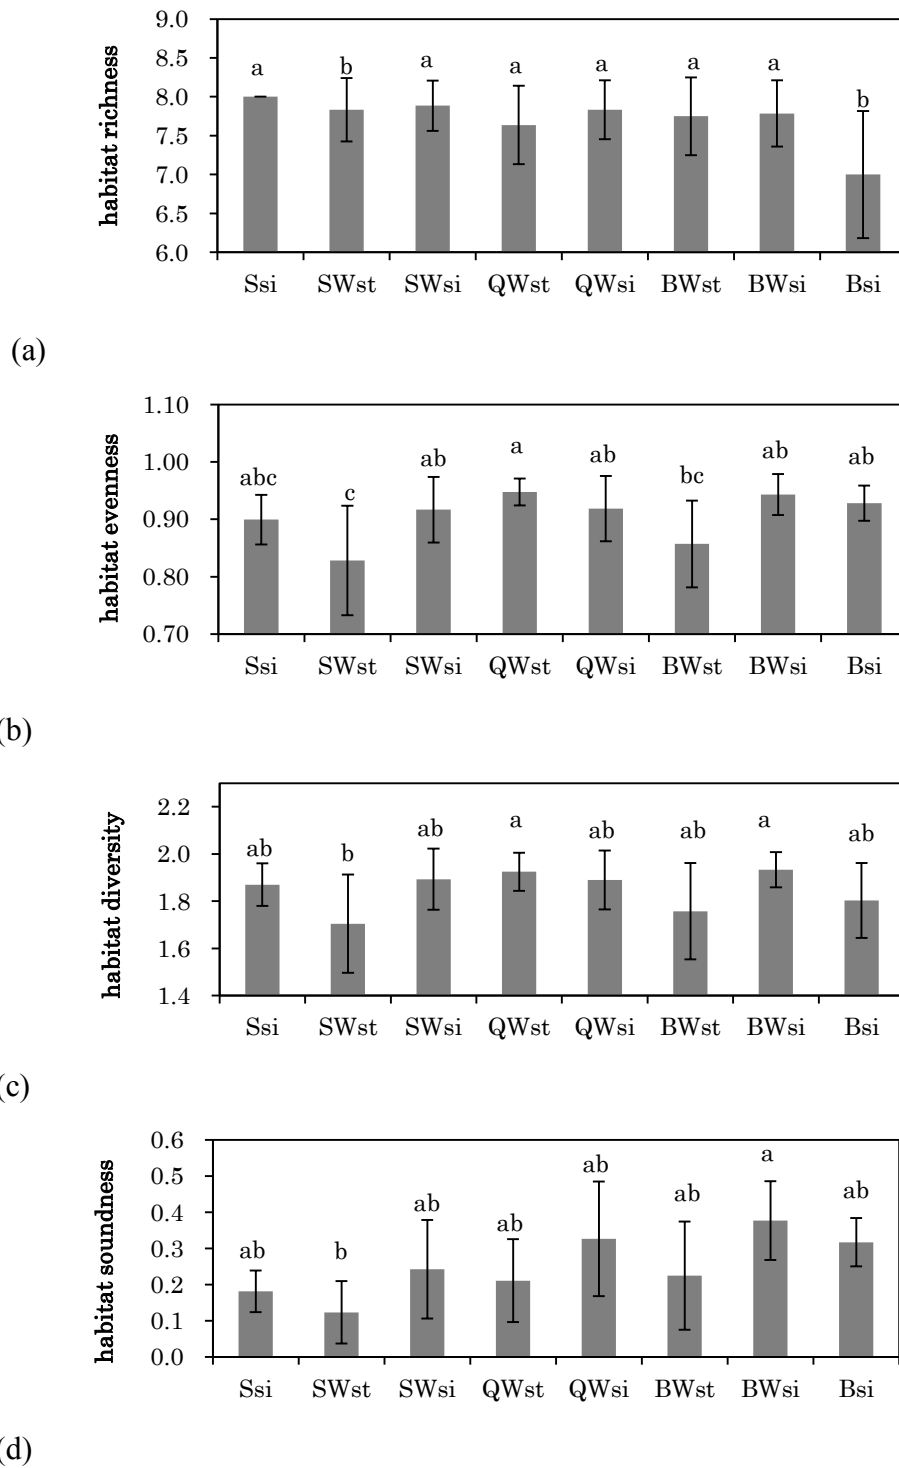 habitat richness
9.0
8.5
8.0
7.5
7.0
6.5
6.0
a b a a a a a b
Ssi SWst SWsi QWst QWsi BWst BWsi Bsi
(a)
habitat evenness
1.10
1.00
0.90
0.80
0.70
abc c ab a ab bc ab ab
Ssi SWst SWsi QWst QWsi BWst BWsi Bsi
(b)
habitat diversity
2.2
2.0
1.8
1.6
1.4
ab b ab a ab ab a ab
Ssi SWst SWsi QWst QWsi BWst BWsi Bsi
(c)
habitat soundness
0.6
0.5
0.4
0.3
0.2
0.1
0.0
ab b ab ab ab ab a ab
Ssi SWst SWsi QWst QWsi BWst BWsi Bsi
(d)